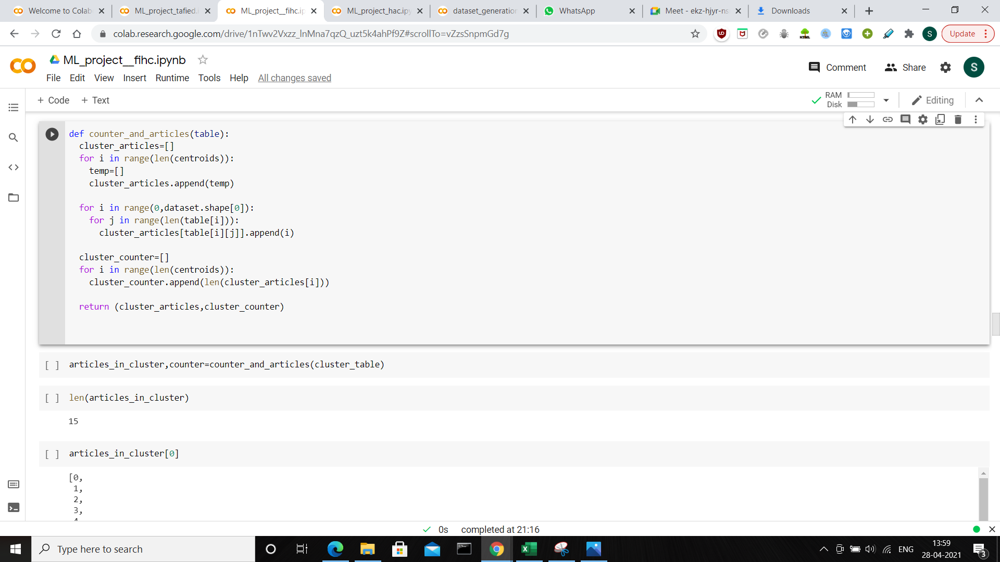 Welcome to Colab
ML_project_tafied.i
ML_project__fihc.ip
ML_project_hac.ipy
dataset_generation
WhatsApp
Meet - ekz-hjyr-ns
Downloads
colab.research.google.com/drive/1nTwv2Vxzz_lnMna7qzQ_uzt5k4ahPf9Z#scrollTo=vZzsSnpmGd7g
HTML
S
Update
ML_project__fihc.ipynb
Comment
Share
S
File Edit View Insert Runtime Tools Help All changes saved
+ Code + Text
RAM
Disk
Editing
def counter_and_articles(table):
cluster_articles=[]
for i in range(len(centroids)):
temp=[]
cluster_articles.append(temp)
for i in range(0,dataset.shape[0]):
for j in range(len(table[i])):
cluster_articles[table[i][j]].append(i)
cluster_counter=[]
for i in range(len(centroids)):
cluster_counter.append(len(cluster_articles[i]))
return (cluster_articles,cluster_counter)
[ ] articles_in_cluster,counter=counter_and_articles(cluster_table)
[ ] len(articles_in_cluster)
15
[ ] articles_in_cluster[0]
[0,
1,
2,
3,
0s completed at 21:16
Type here to search
ENG
13:59
28-04-2021
3